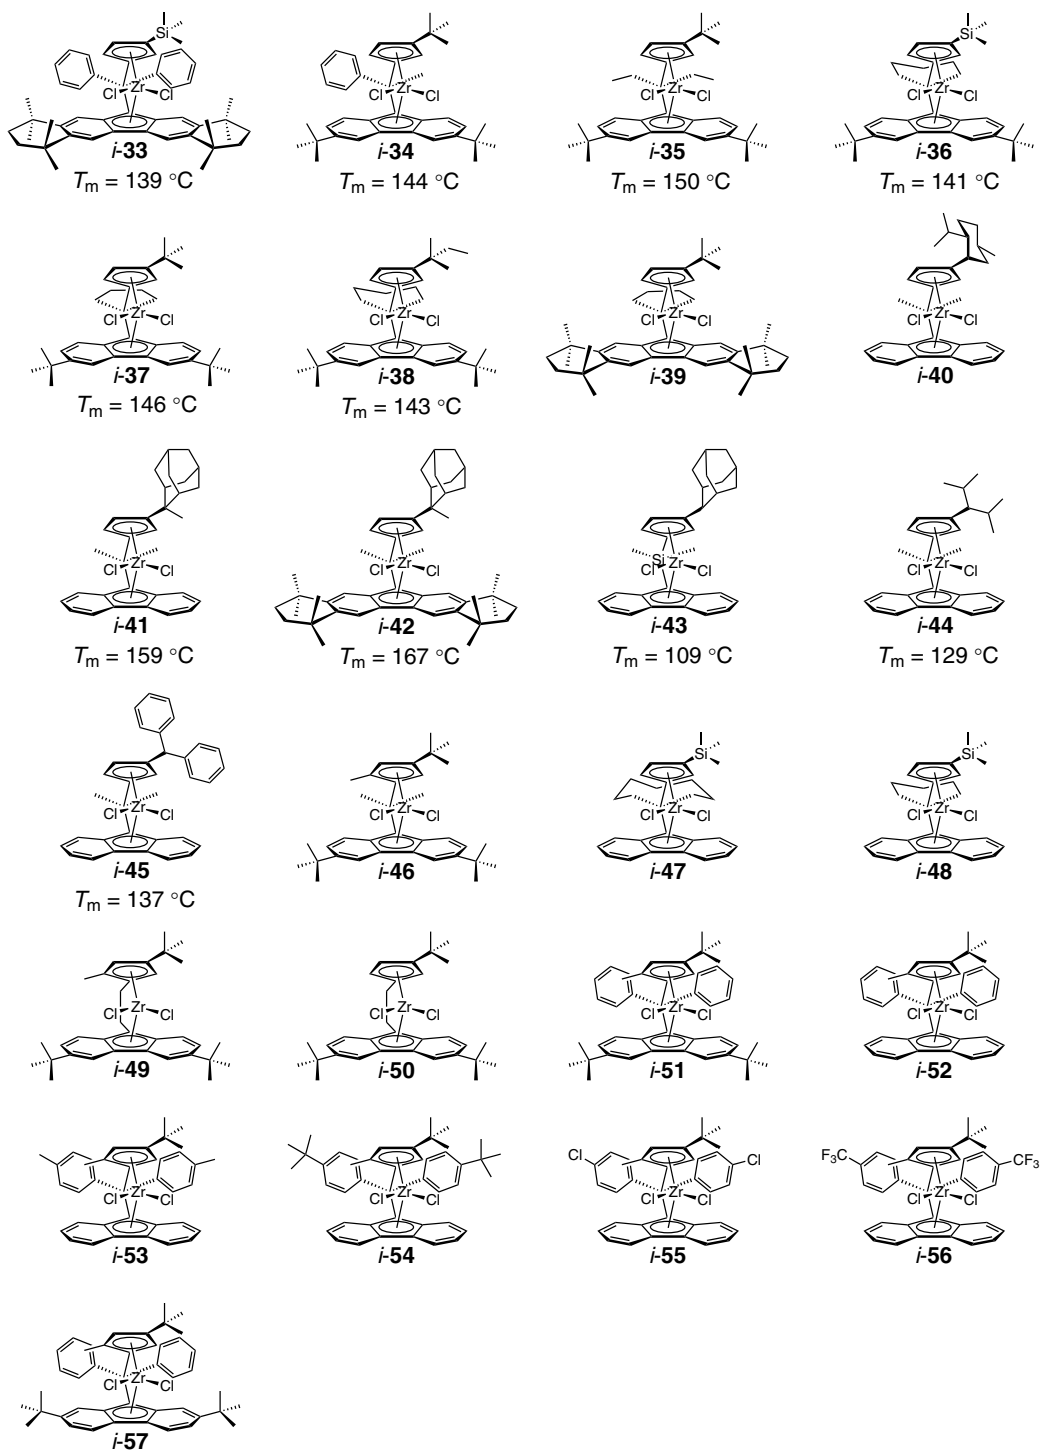 Si Si
Zr Zr Zr Zr
Cl Cl Cl Cl Cl Cl Cl Cl
i-33 i-34 i-35 i-36
Tm = 139 °C Tm = 144 °C Tm = 150 °C Tm = 141 °C
Zr Zr Zr Zr
Cl Cl Cl Cl Cl Cl Cl Cl
i-37 i-38 i-39 i-40
Tm = 146 °C Tm = 143 °C
Si
Zr Zr Zr Zr
Cl Cl Cl Cl Cl Cl Cl Cl
i-41 i-42 i-43 i-44
Tm = 159 °C Tm = 167 °C Tm = 109 °C Tm = 129 °C
Si Si
Zr Zr Zr Zr
Cl Cl Cl Cl Cl Cl Cl Cl
i-45 i-46 i-47 i-48
Tm = 137 °C
Zr Zr Zr Zr
Cl Cl Cl Cl Cl Cl Cl Cl
i-49 i-50 i-51 i-52
Cl Cl F3C CF3
Zr Zr Zr Zr
Cl Cl Cl Cl Cl Cl Cl Cl
i-53 i-54 i-55 i-56
Zr
Cl Cl
i-57